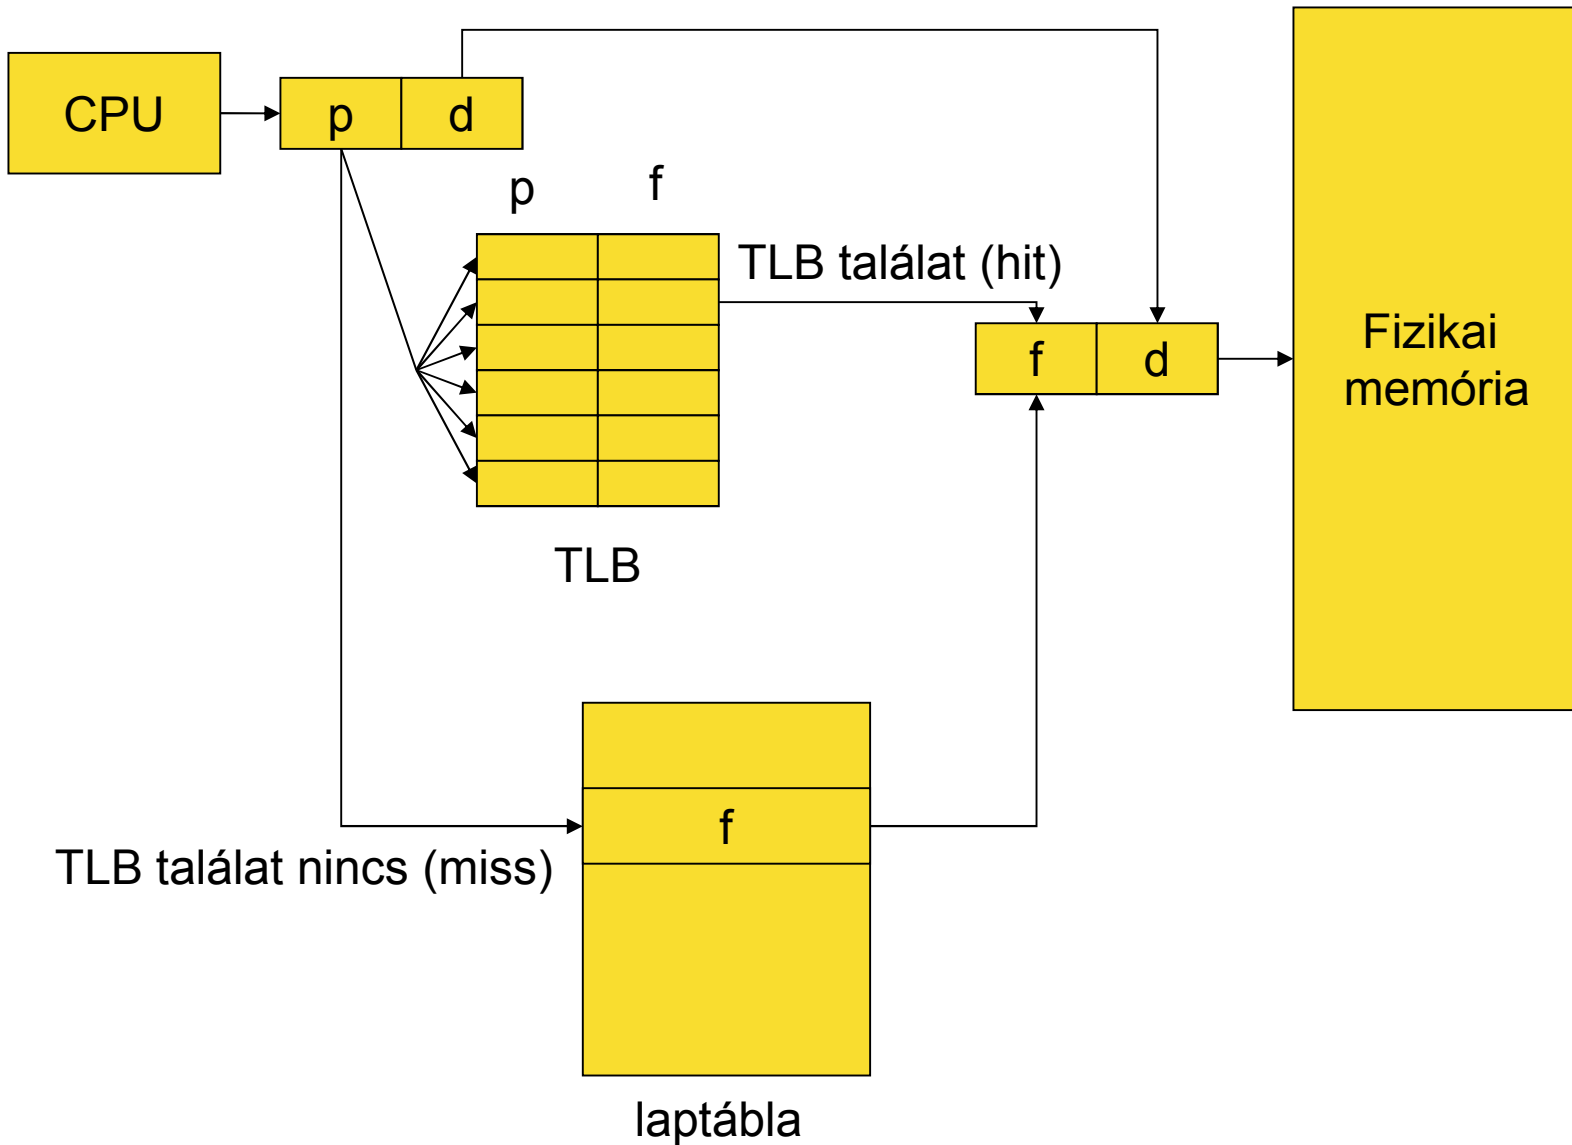 CPU
p
d
p
f
TLB találat (hit)
f
d
Fizikai
memória
TLB
f
TLB találat nincs (miss)
laptábla